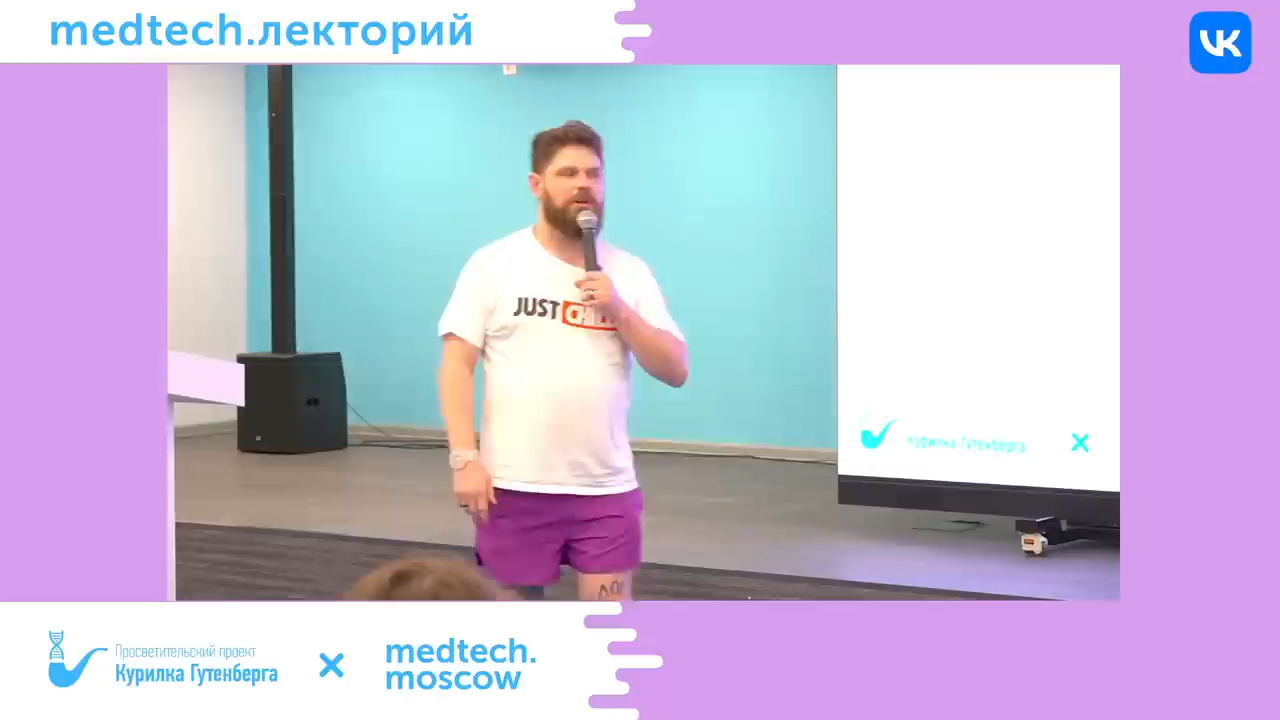 medtech.лекторий
JUST
Курилка Гутенберга
Просветительский проект
Курилка Гутенберга
medtech.
moscow